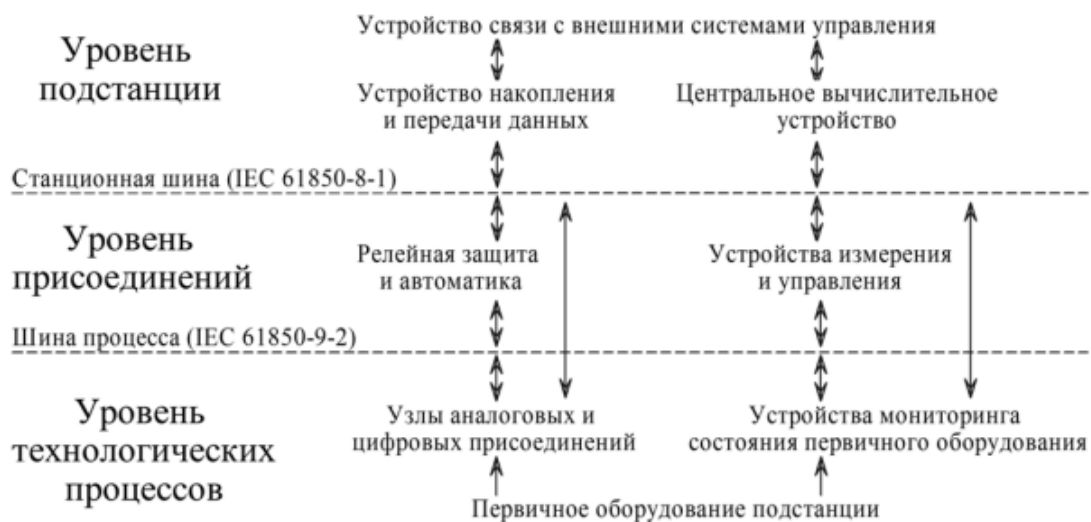 Устройство связи с внешними системами управления
Уровень
подстанции
Устройство накопления
и передачи данных
Центральное вычислительное
устройство
Станционная шина (IEC 61850-8-1)
Уровень
присоединений
Релейная защита
и автоматика
Устройства измерения
и управления
Шина процесса (IEC 61850-9-2)
Уровень
технологических
процессов
Узлы аналоговых и
цифровых присоединений
Устройства мониторинга
состояния первичного оборудования
Первичное оборудование подстанции